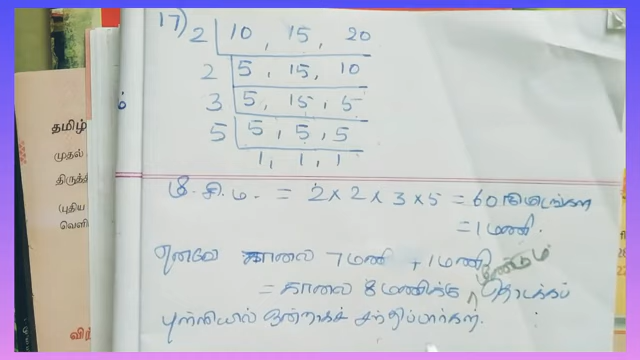 17) 2 | 10, 15, 20
2 | 5, 15, 10
3 | 5, 15, 5
5 | 5, 5, 5
1, 1, 1
மீ.சி.ம. = 2 × 2 × 3 × 5 = 60 நிமிடங்கள்
= 1 மணி.
எனவே காலை 7 மணி + 1 மணி
= காலை 8 மணிக்கு மீண்டும் தொடக்கப்
புள்ளியில் ஒன்றாகச் சந்திப்பார்கள்.
தமிழ்
முதல்
திருத்தி
(புதிய
வெளி